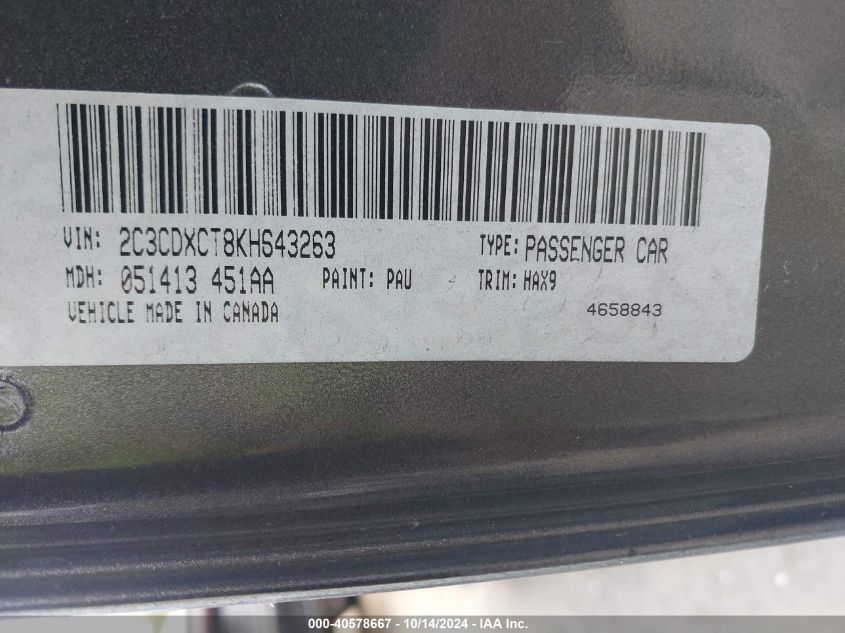 VIN: 2C3CDXCT8KH643263 TYPE: PASSENGER CAR
MDH: 051413 451AA PAINT: PAU TRIM: HAX9
VEHICLE MADE IN CANADA 4658843
000-40578667 - 10/14/2024 - IAA Inc.